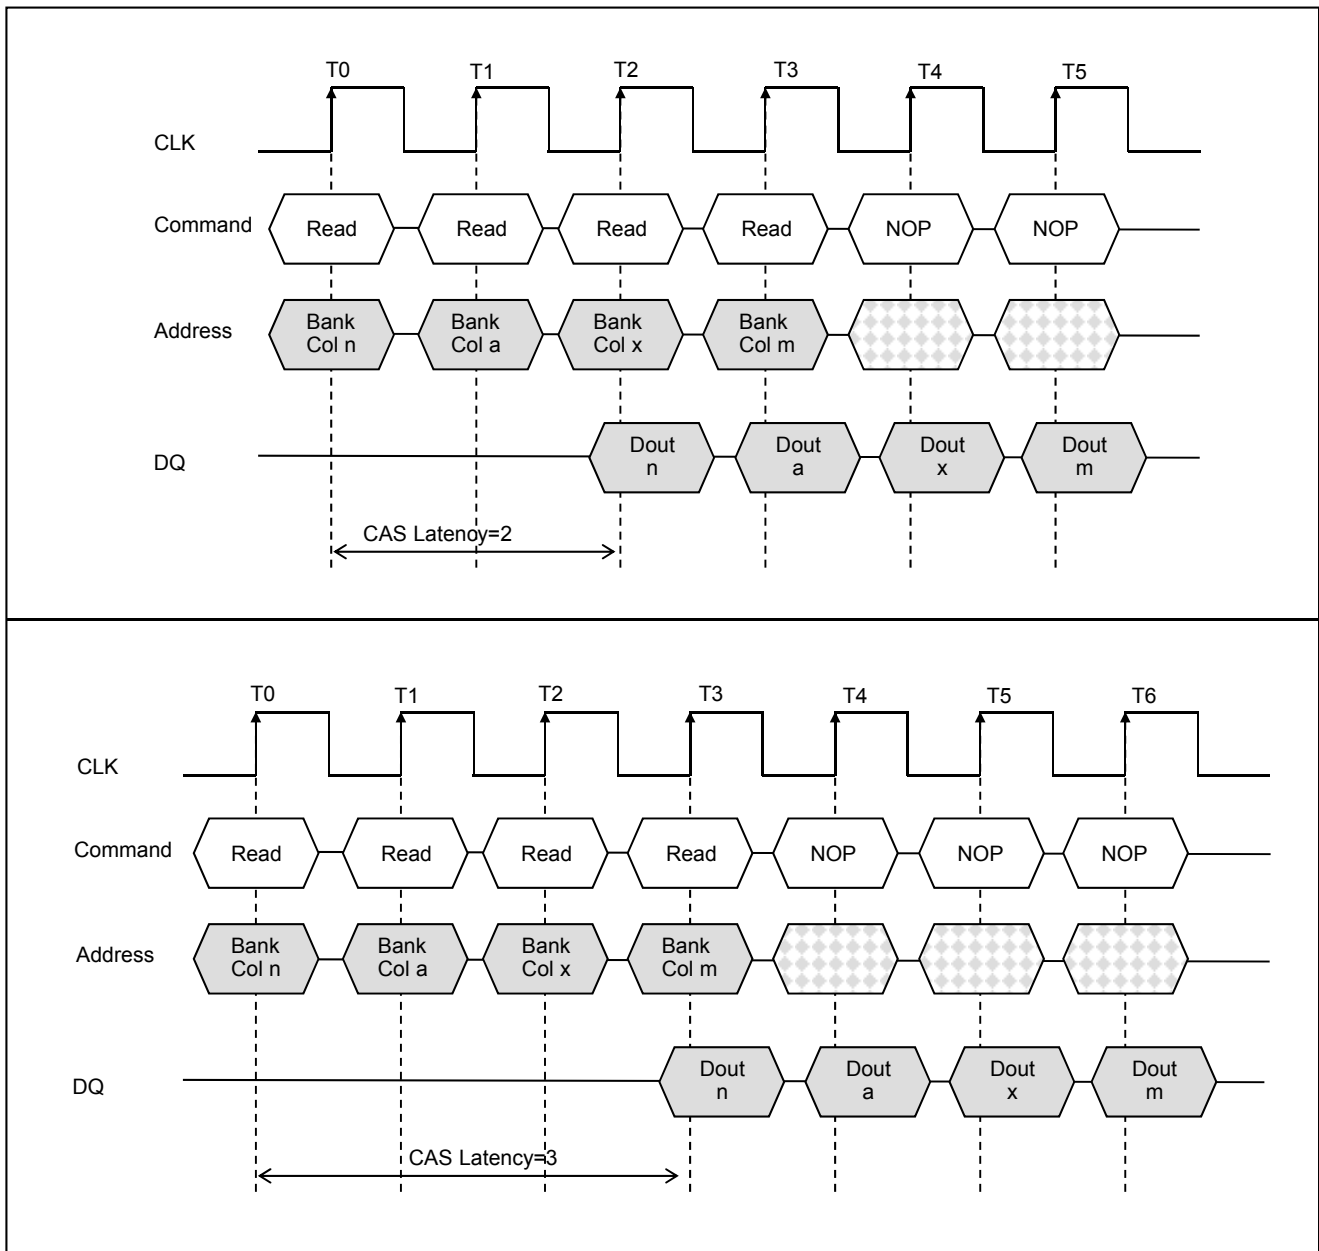 T0 T1 T2 T3 T4 T5
CLK
Command Read Read Read Read NOP NOP
Address
Bank Bank Bank Bank
Col n Col a Col x Col m
DQ
Dout Dout Dout Dout
n a x m
CAS Latency=2
T0 T1 T2 T3 T4 T5 T6
CLK
Command Read Read Read Read NOP NOP NOP
Address
Bank Bank Bank Bank
Col n Col a Col x Col m
DQ
Dout Dout Dout Dout
n a x m
CAS Latency=3